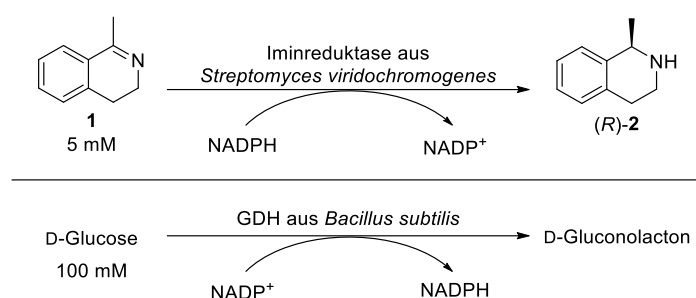 N
1
5 mM
Iminreduktase aus
Streptomyces viridochromogenes
NADPH
NADP+
NH
(R)-2
D-Glucose
100 mM
GDH aus Bacillus subtilis
D-Gluconolacton
NADP+
NADPH